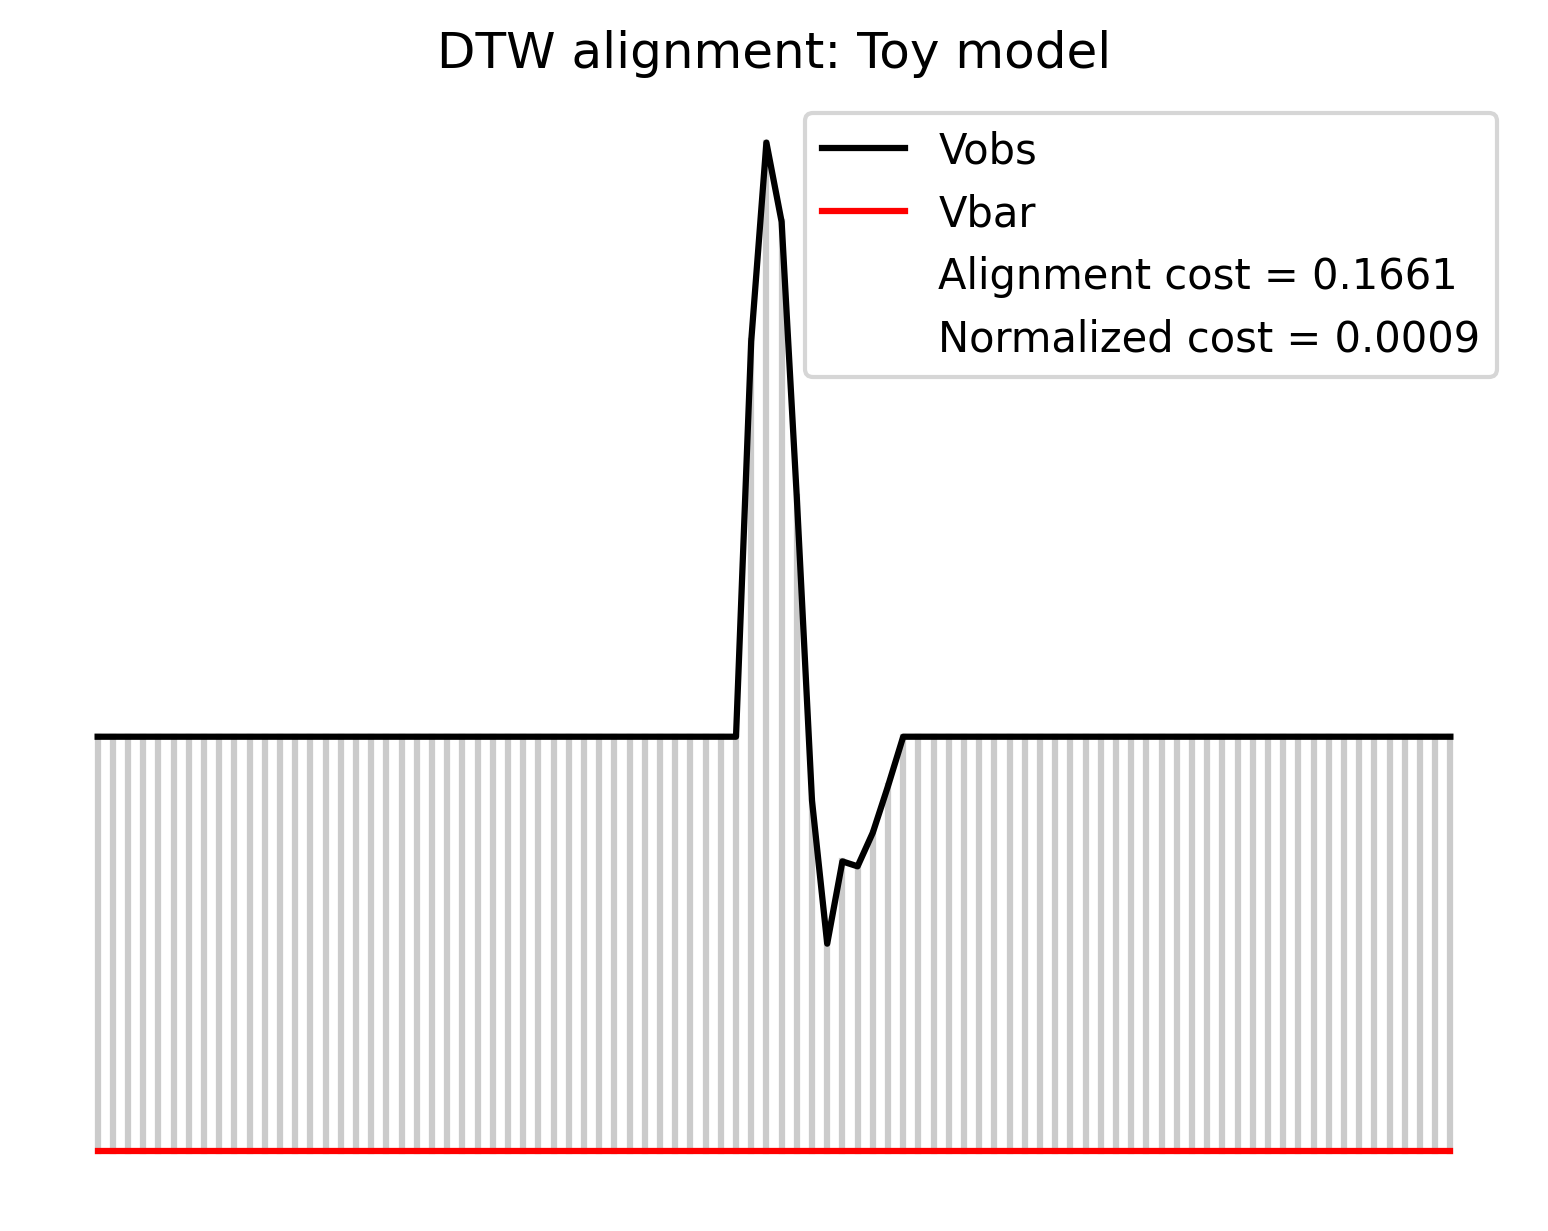 DTW alignment: Toy model
Vobs
Vbar
Alignment cost = 0.1661
Normalized cost = 0.0009